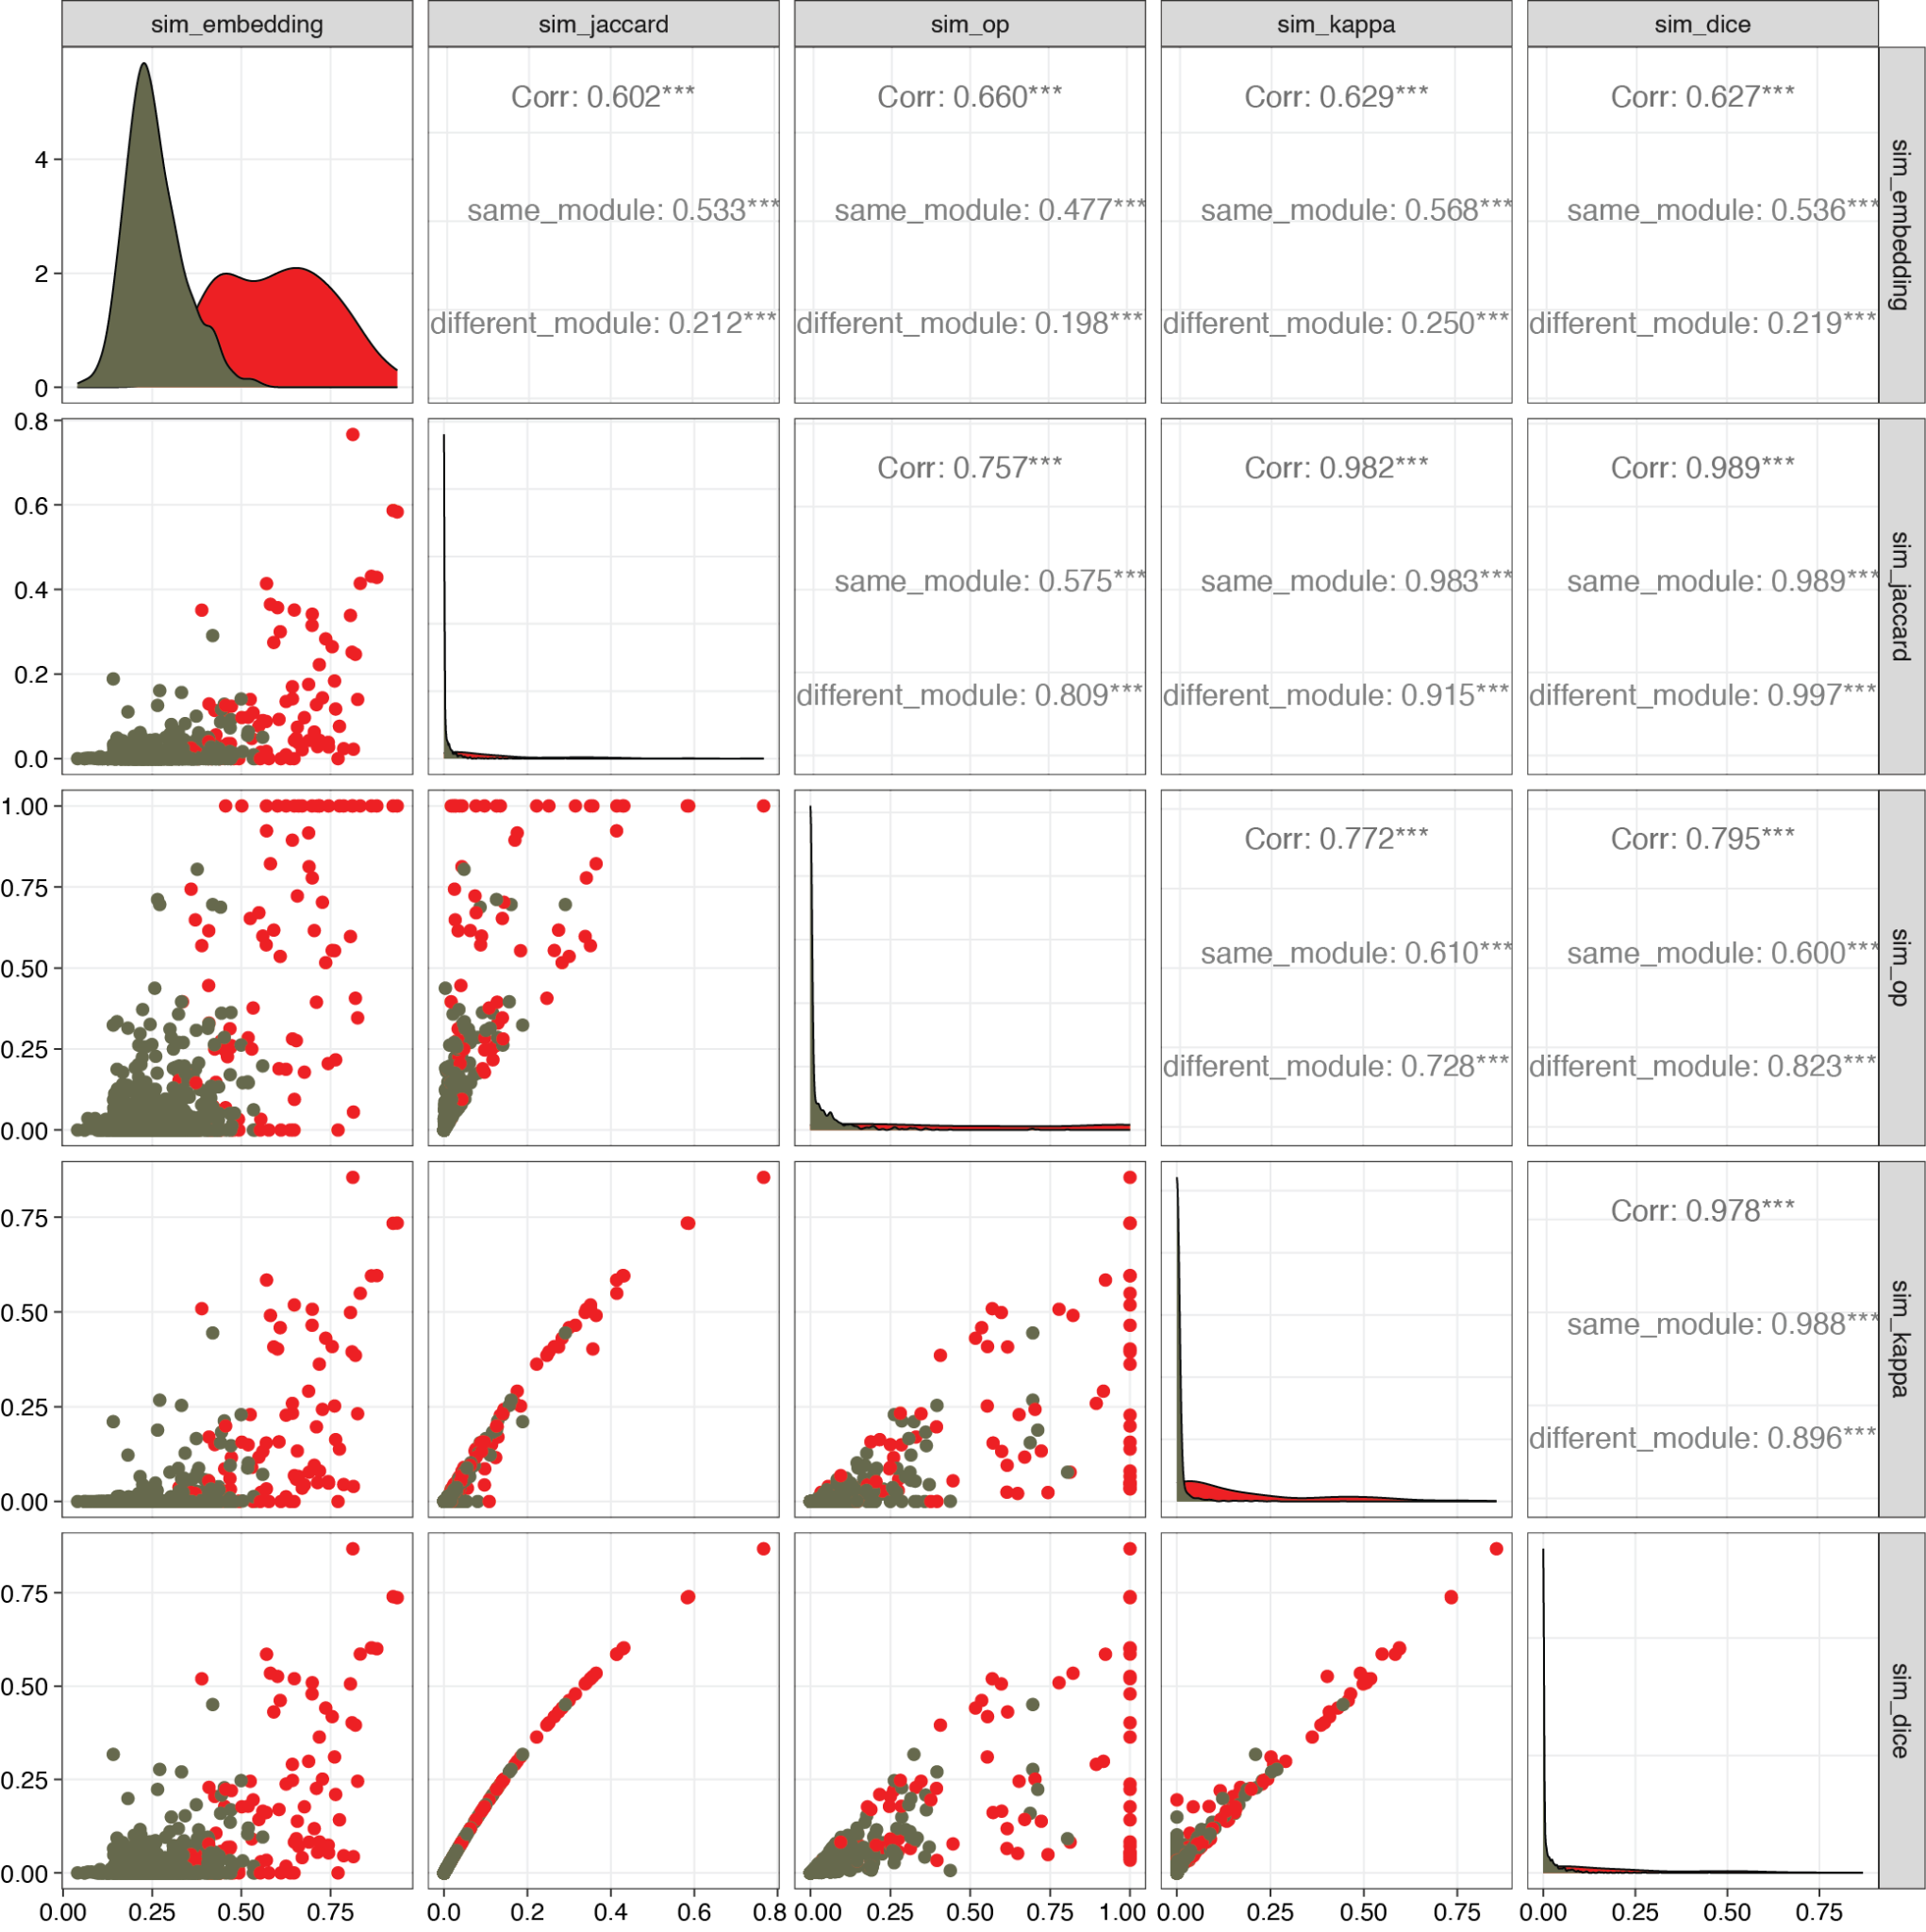 sim_embedding sim_jaccard sim_op sim_kappa sim_dice
Corr: 0.602*** Corr: 0.660*** Corr: 0.629*** Corr: 0.627***
4
same_module: 0.533*** same_module: 0.477*** same_module: 0.568*** same_module: 0.536***
sim_embedding
2
different_module: 0.212*** different_module: 0.198*** different_module: 0.250*** different_module: 0.219***
0
0.8
Corr: 0.757*** Corr: 0.982*** Corr: 0.989***
0.6
same_module: 0.575*** same_module: 0.983*** same_module: 0.989***
sim_jaccard
0.4
0.2
different_module: 0.809*** different_module: 0.915*** different_module: 0.997***
0.0
1.00
Corr: 0.772*** Corr: 0.795***
0.75
same_module: 0.610*** same_module: 0.600***
sim_op
0.50
0.25
different_module: 0.728*** different_module: 0.823***
0.00
Corr: 0.978***
0.75
0.50
same_module: 0.988***
sim_kappa
0.25
different_module: 0.896***
0.00
0.75
0.50
sim_dice
0.25
0.00
0.00 0.25 0.50 0.75 0.0 0.2 0.4 0.6 0.8 0.00 0.25 0.50 0.75 1.00 0.00 0.25 0.50 0.75 0.00 0.25 0.50 0.75